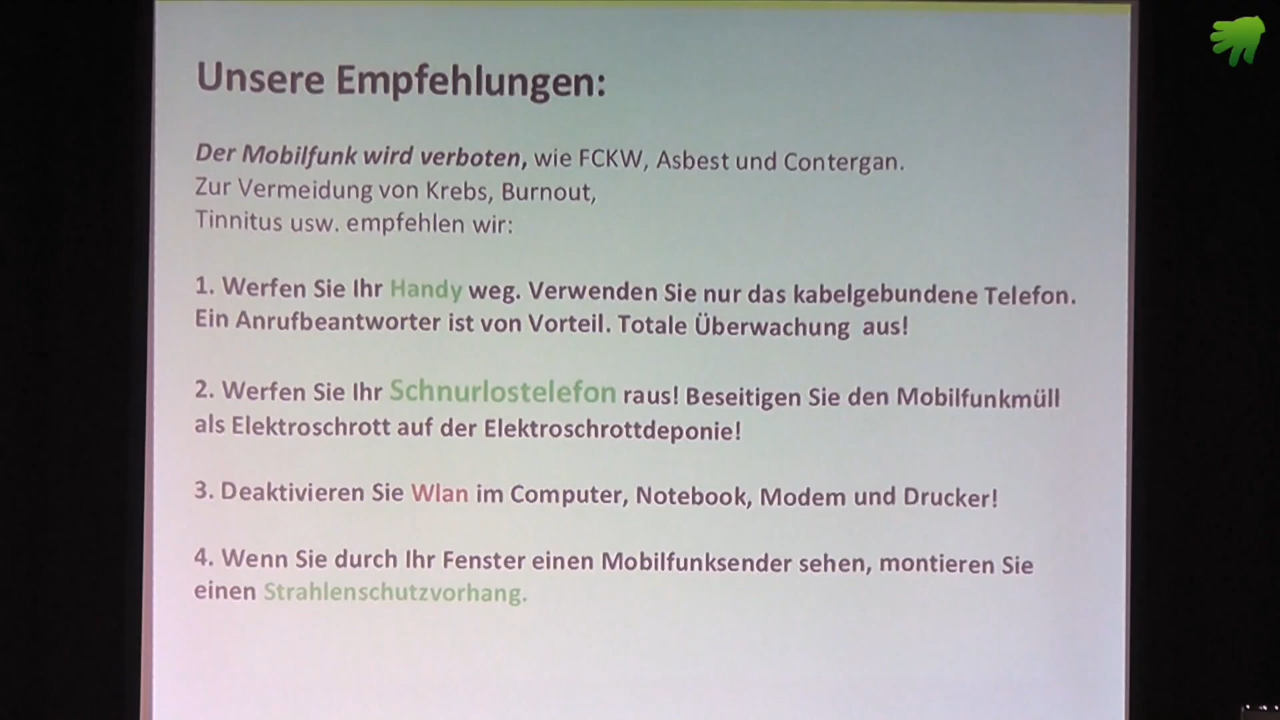 Unsere Empfehlungen:
Der Mobilfunk wird verboten, wie FCKW, Asbest und Contergan.
Zur Vermeidung von Krebs, Burnout,
Tinnitus usw. empfehlen wir:
1. Werfen Sie Ihr Handy weg. Verwenden Sie nur das kabelgebundene Telefon.
Ein Anrufbeantworter ist von Vorteil. Totale Überwachung aus!
2. Werfen Sie Ihr Schnurlostelefon raus! Beseitigen Sie den Mobilfunkmüll
als Elektroschrott auf der Elektroschrottdeponie!
3. Deaktivieren Sie Wlan im Computer, Notebook, Modem und Drucker!
4. Wenn Sie durch Ihr Fenster einen Mobilfunksender sehen, montieren Sie
einen Strahlenschutzvorhang.